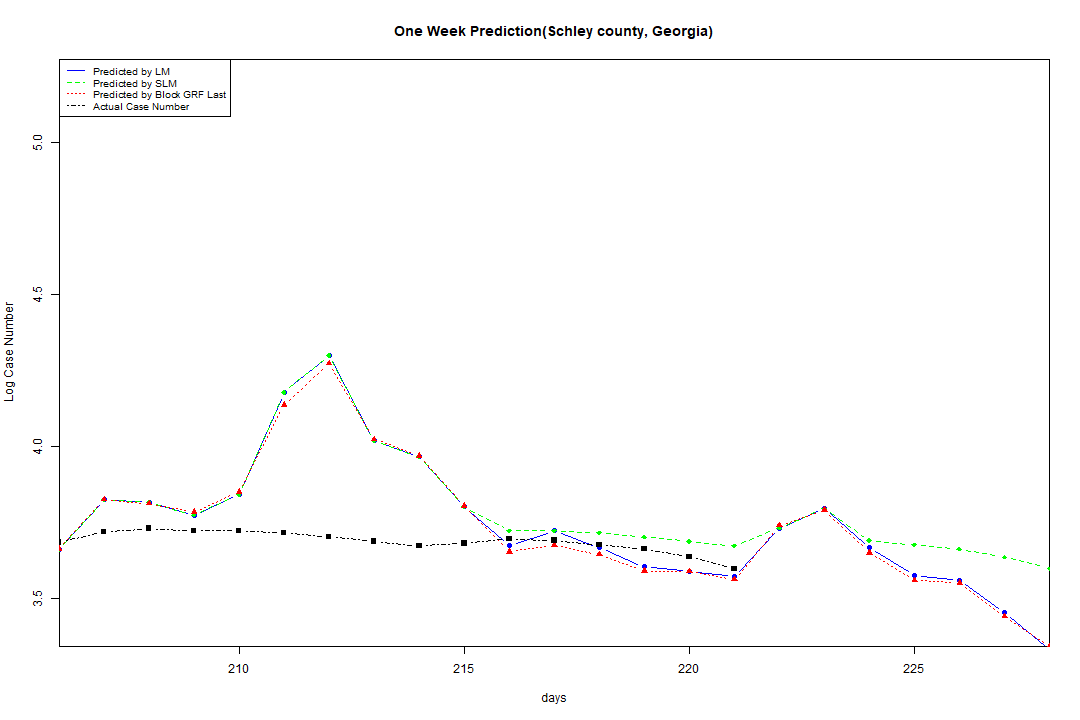 One Week Prediction(Schley county, Georgia)
Predicted by LM
Predicted by SLM
Predicted by Block GRF Last
Actual Case Number
5.0
4.5
4.0
3.5
Log Case Number
210 215 220 225
days